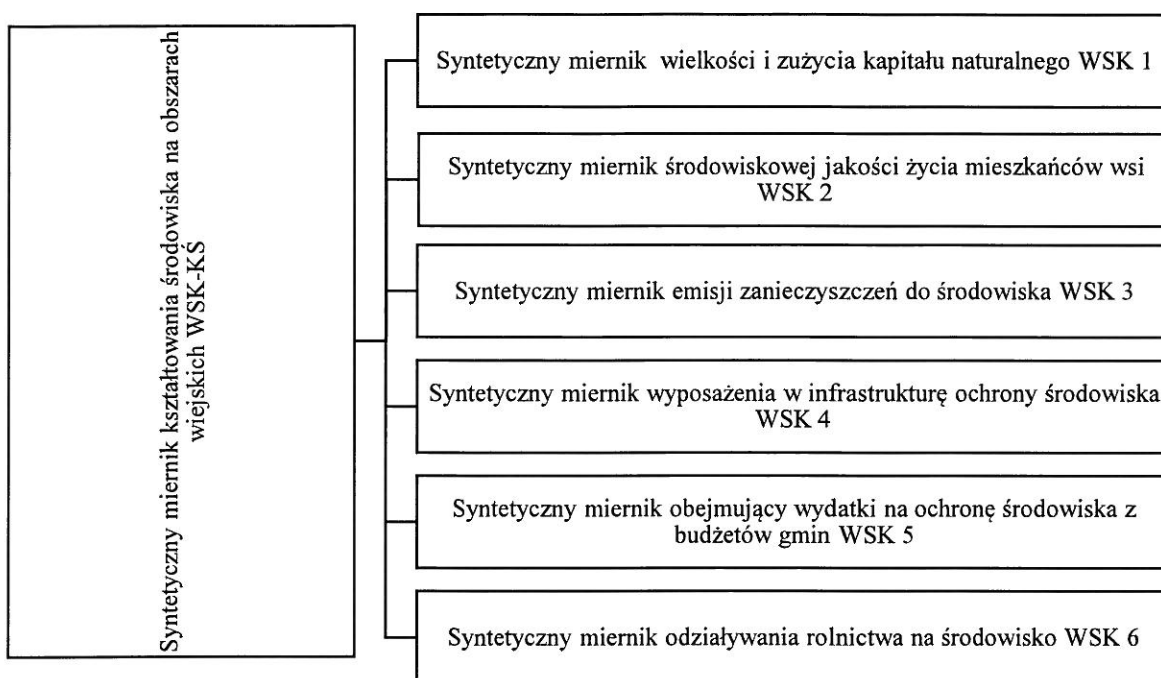 Syntetyczny miernik kształtowania środowiska na obszarach
wiejskich WSK-KŚ
Syntetyczny miernik wielkości i zużycia kapitału naturalnego WSK 1
Syntetyczny miernik środowiskowej jakości życia mieszkańców wsi
WSK 2
Syntetyczny miernik emisji zanieczyszczeń do środowiska WSK 3
Syntetyczny miernik wyposażenia w infrastrukturę ochrony środowiska
WSK 4
Syntetyczny miernik obejmujący wydatki na ochronę środowiska z
budżetów gmin WSK 5
Syntetyczny miernik odziaływania rolnictwa na środowisko WSK 6